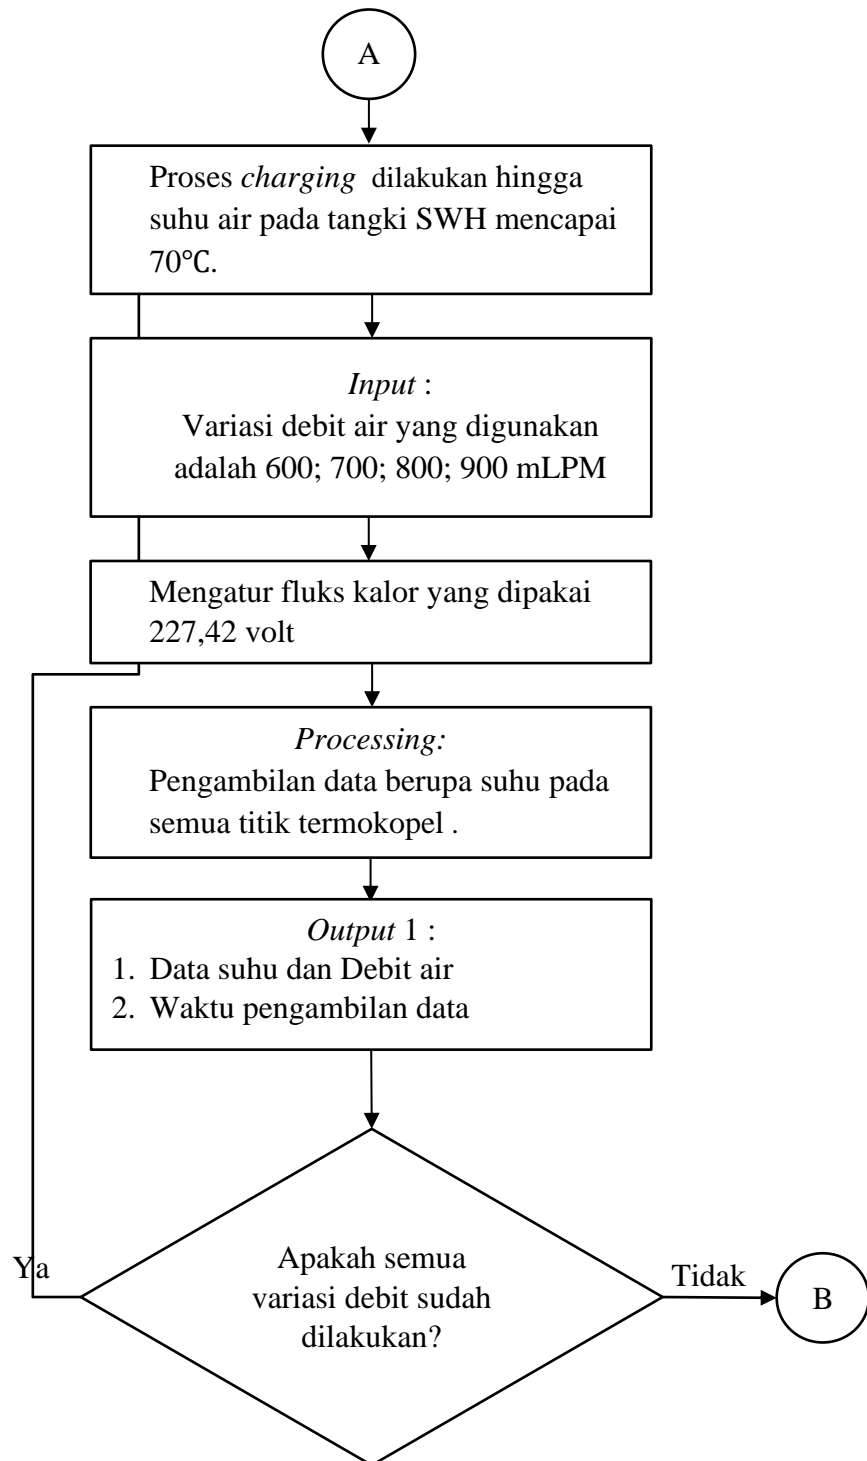 A
Proses charging dilakukan hingga
suhu air pada tangki SWH mencapai
70℃.
Input :
Variasi debit air yang digunakan
adalah 600; 700; 800; 900 mLPM
Mengatur fluks kalor yang dipakai
227,42 volt
Processing:
Pengambilan data berupa suhu pada
semua titik termokopel .
Output 1 :
1. Data suhu dan Debit air
2. Waktu pengambilan data
Ya
Apakah semua
variasi debit sudah
dilakukan?
Tidak
B